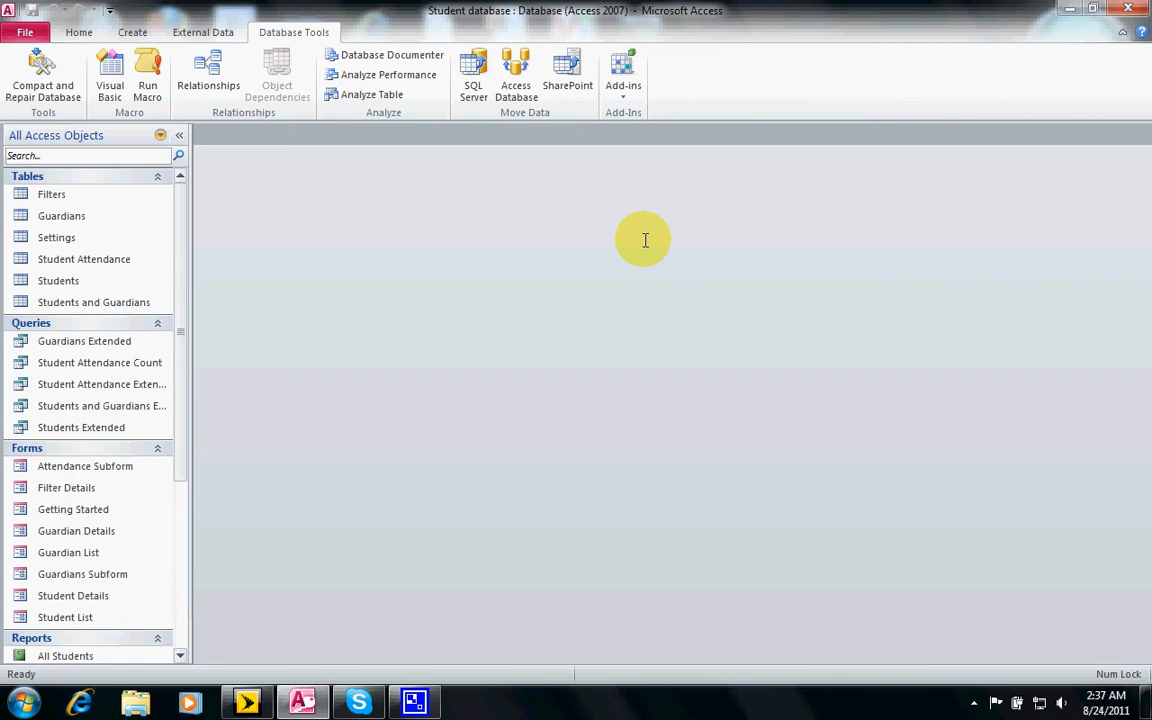 Student database : Database (Access 2007) - Microsoft Access
File Home Create External Data Database Tools
Compact and Repair Database
Visual Basic
Run Macro
Relationships
Object Dependencies
Database Documenter
Analyze Performance
Analyze Table
SQL Server
Access Database
SharePoint
Add-ins
Tools Macro Relationships Analyze Move Data Add-Ins
All Access Objects
Search...
Tables
Filters
Guardians
Settings
Student Attendance
Students
Students and Guardians
Queries
Guardians Extended
Student Attendance Count
Student Attendance Exten...
Students and Guardians E...
Students Extended
Forms
Attendance Subform
Filter Details
Getting Started
Guardian Details
Guardian List
Guardians Subform
Student Details
Student List
Reports
All Students
Ready Num Lock
2:37 AM
8/24/2011